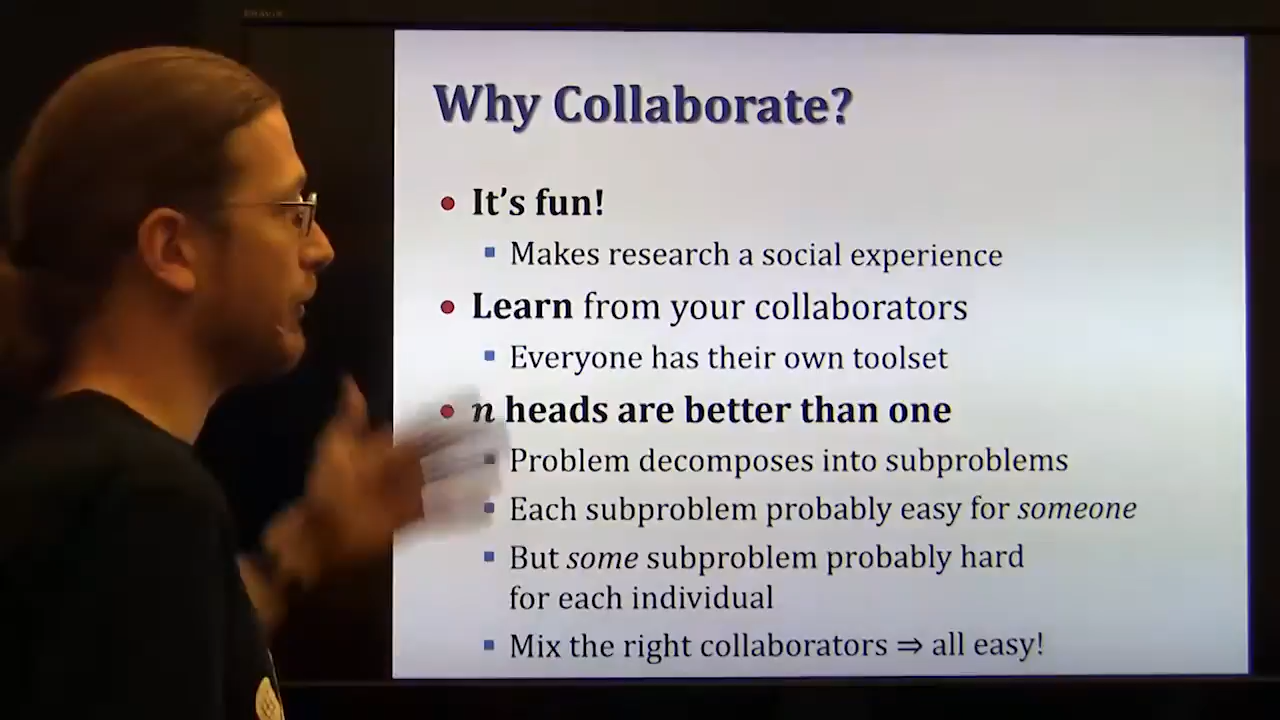 Why Collaborate?
• It's fun!
▪ Makes research a social experience
• Learn from your collaborators
▪ Everyone has their own toolset
• n heads are better than one
▪ Problem decomposes into subproblems
▪ Each subproblem probably easy for someone
▪ But some subproblem probably hard
for each individual
▪ Mix the right collaborators ⇒ all easy!